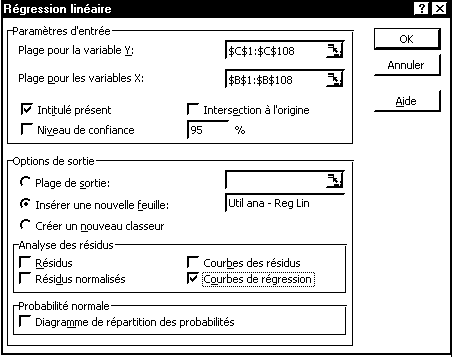 Régression linéaire
Paramètres d'entrée
Plage pour la variable Y: $C$1:$C$108
Plage pour les variables X: $B$1:$B$108
Intitulé présent Intersection à l'origine
Niveau de confiance 95 %
OK
Annuler
Aide
Options de sortie
Plage de sortie:
Insérer une nouvelle feuille: Util ana - Reg Lin
Créer un nouveau classeur
Analyse des résidus
Résidus Courbes des résidus
Résidus normalisés Courbes de régression
Probabilité normale
Diagramme de répartition des probabilités